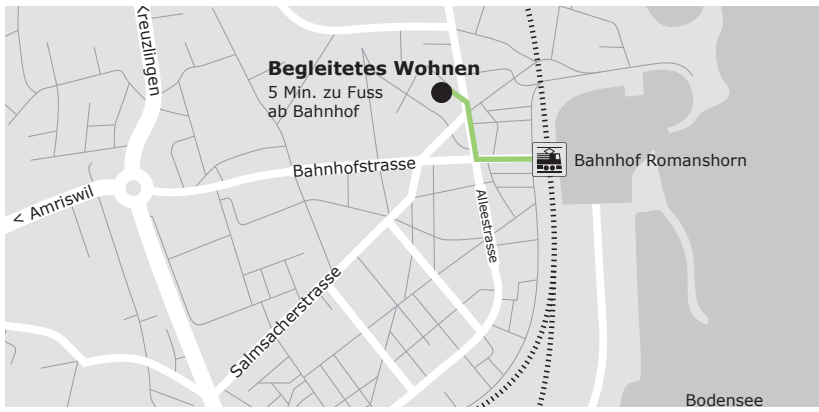 < Kreuzlingen
Begleitetes Wohnen
5 Min. zu Fuss
ab Bahnhof
Bahnhof Romanshorn
Bahnhofstrasse
< Amriswil
Alleestrasse
Salmsacherstrasse
Bodensee